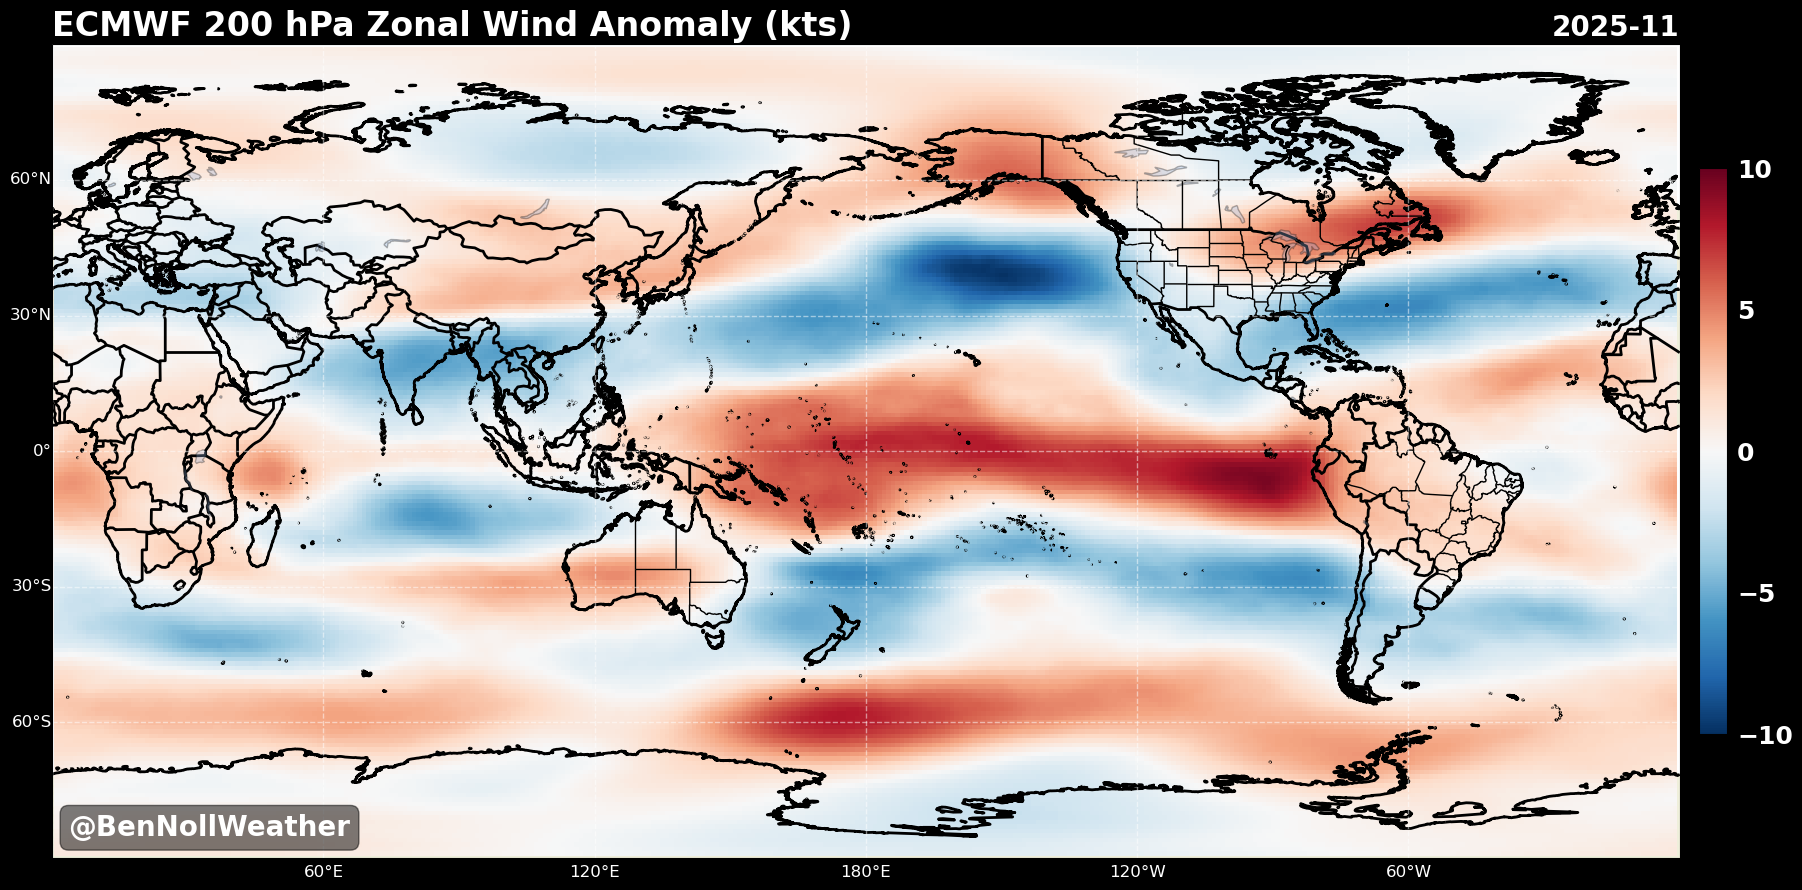 ECMWF 200 hPa Zonal Wind Anomaly (kts)
2025-11
60°N
30°N
0°
30°S
60°S
60°E
120°E
180°E
120°W
60°W
10
5
0
−5
−10
@BenNollWeather